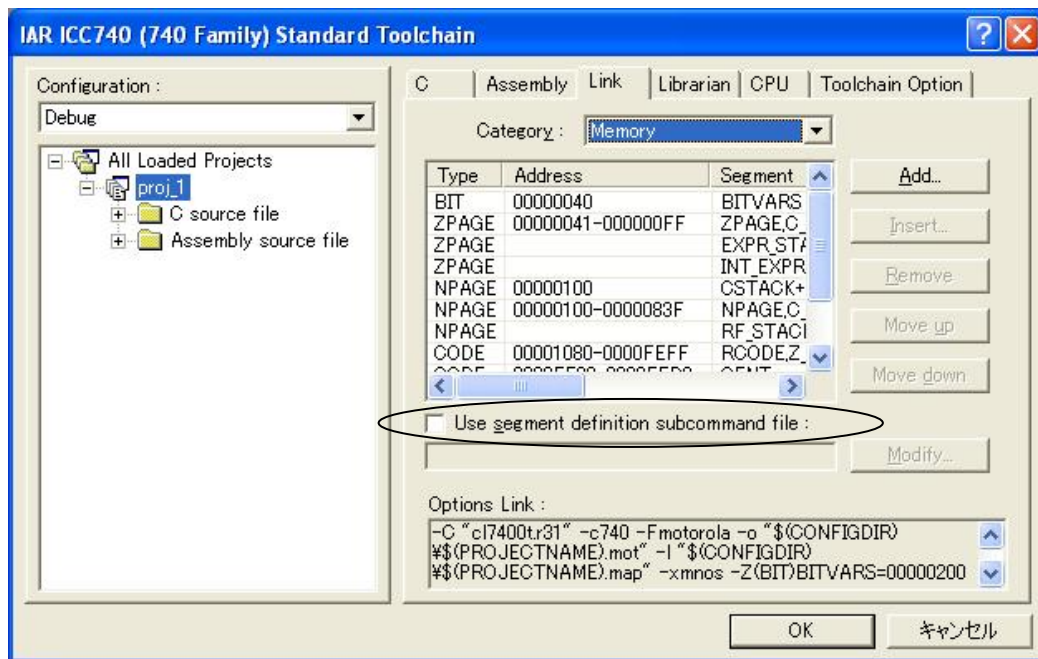 IAR ICC740 (740 Family) Standard Toolchain
Configuration :
Debug
All Loaded Projects
proj_1
C source file
Assembly source file
C Assembly Link Librarian CPU Toolchain Option
Category : Memory
Type Address Segment
BIT 00000040 BITVARS
ZPAGE 00000041-000000FF ZPAGE,C_
ZPAGE EXPR_STA
ZPAGE INT_EXPR
NPAGE 00000100 CSTACK+
NPAGE 00000100-0000083F NPAGE,C_
NPAGE RF_STACI
CODE 00001080-0000FEFF RCODE,Z_
Add...
Insert...
Remove
Move up
Move down
Use segment definition subcommand file :
Modify...
Options Link :
-C "cl7400t.r31" -c740 -Fmotorola -o "$(CONFIGDIR)
¥$(PROJECTNAME).mot" -l "$(CONFIGDIR)
¥$(PROJECTNAME).map" -xmnos -Z(BIT)BITVARS=00000200
OK キャンセル